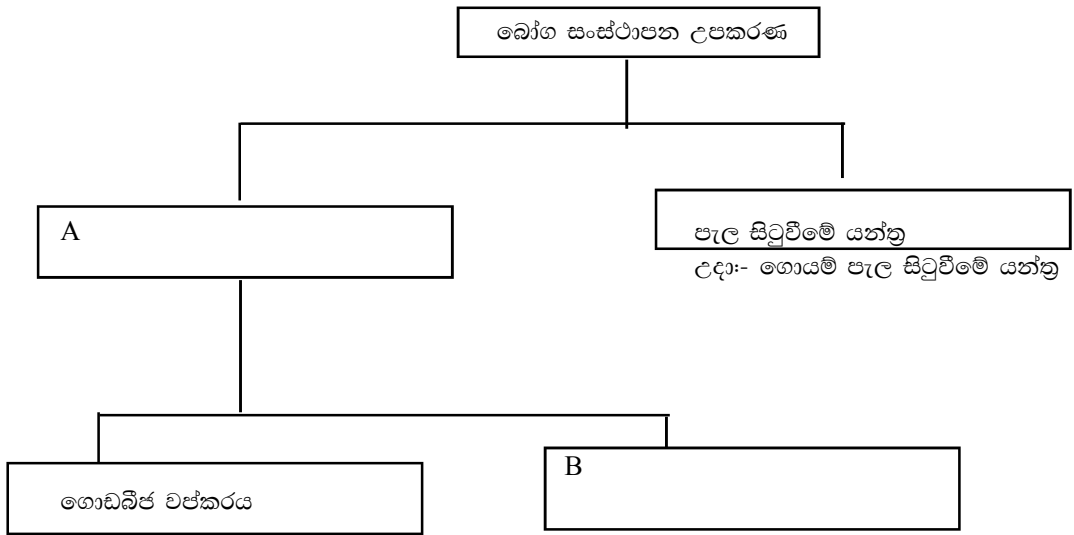 බෝග සංස්ථාපන උපකරණ
A
පැල සිටුවීමේ යන්ත්‍ර
උදා:- ගොයම් පැල සිටුවීමේ යන්ත්‍ර
B
ගොඩබීජ වප්කරය